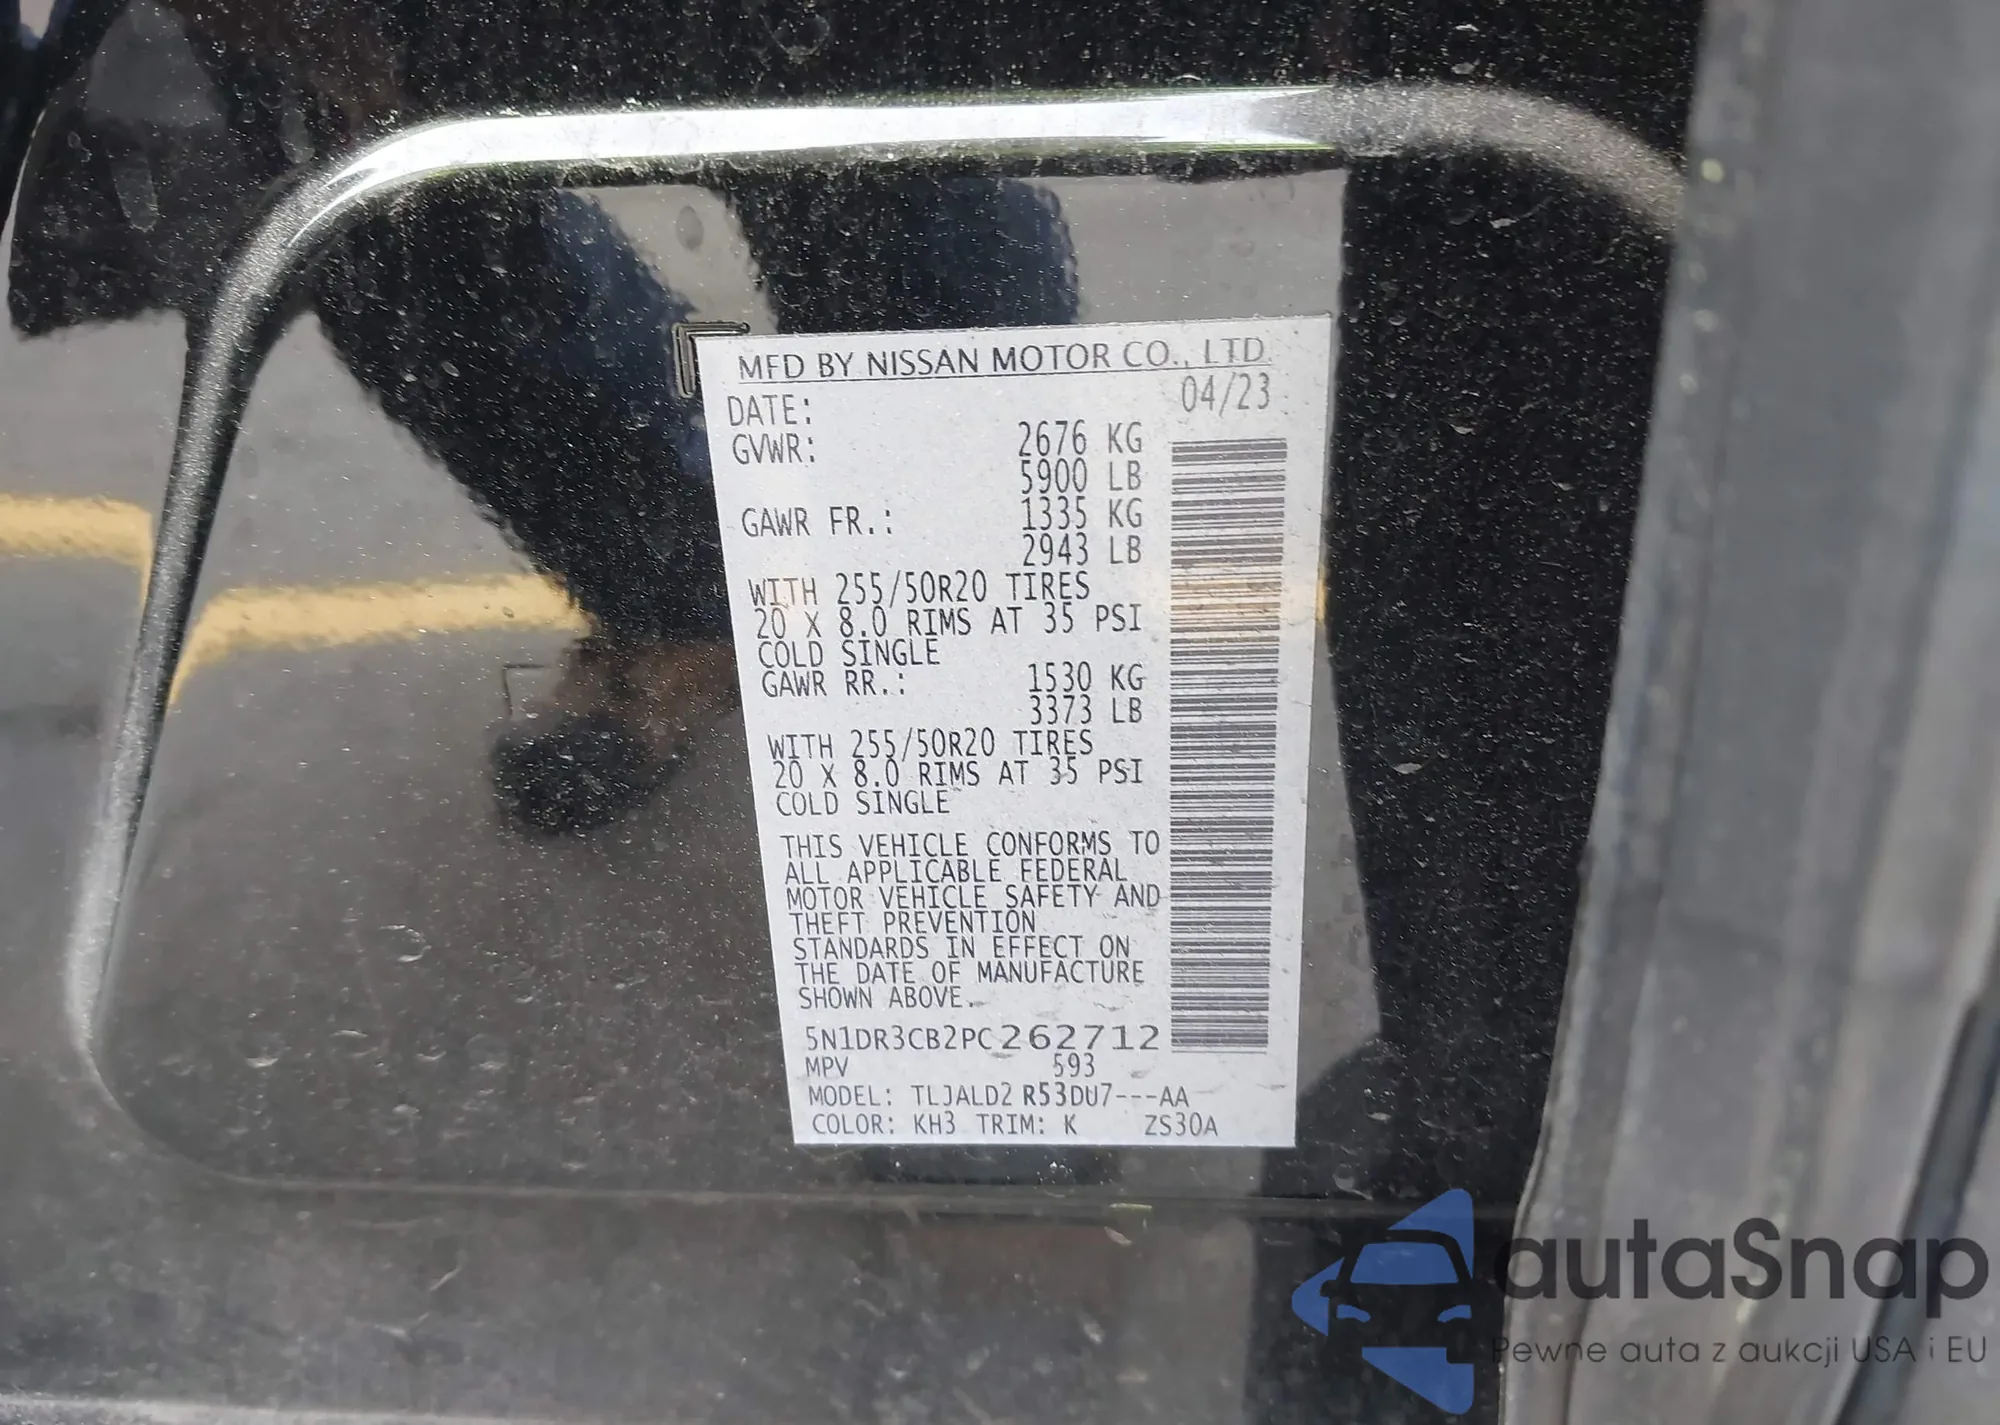 MFD BY NISSAN MOTOR CO., LTD.
DATE: 04/23
GVWR: 2676 KG
5900 LB
GAWR FR.: 1335 KG
2943 LB
WITH 255/50R20 TIRES
20 X 8.0 RIMS AT 35 PSI
COLD SINGLE
GAWR RR.: 1530 KG
3373 LB
WITH 255/50R20 TIRES
20 X 8.0 RIMS AT 35 PSI
COLD SINGLE
THIS VEHICLE CONFORMS TO
ALL APPLICABLE FEDERAL
MOTOR VEHICLE SAFETY AND
THEFT PREVENTION
STANDARDS IN EFFECT ON
THE DATE OF MANUFACTURE
SHOWN ABOVE.
5N1DR3CB2PC262712
MPV 593
MODEL: TLJALD2 R53DU7---AA
COLOR: KH3 TRIM: K ZS30A
autaSnap
Pewne auta z aukcji USA i EU